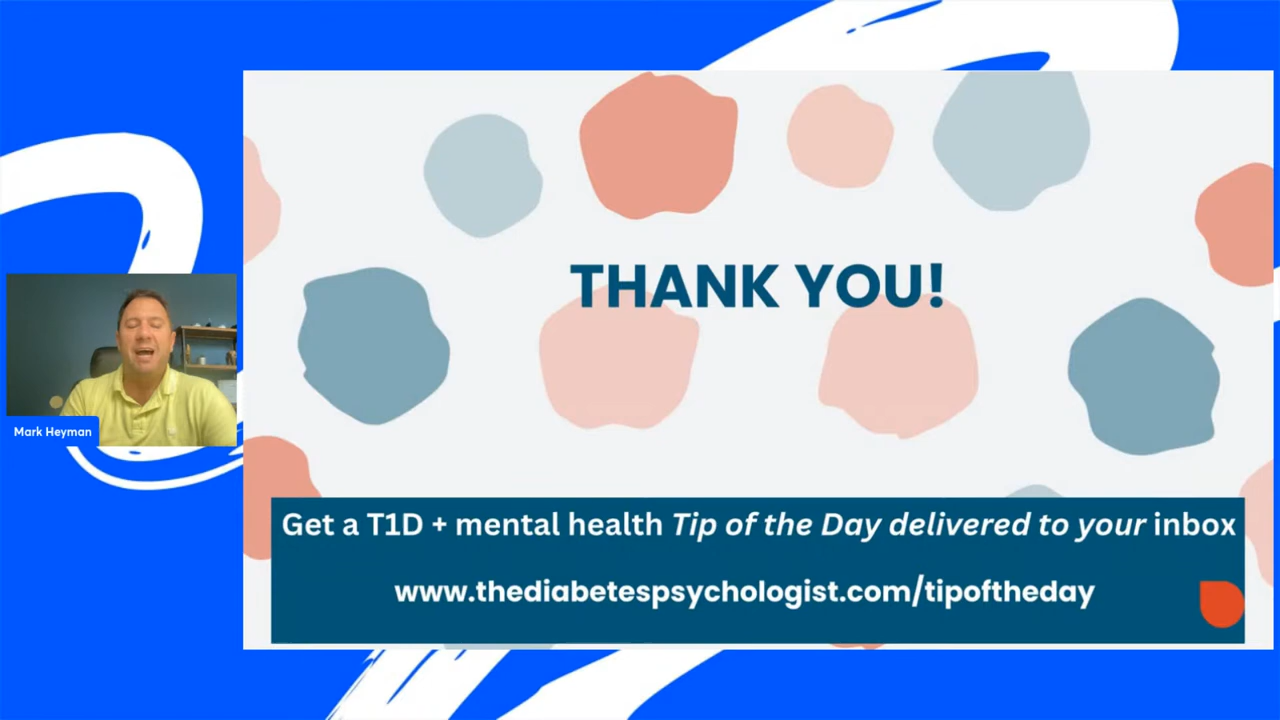 THANK YOU!
Mark Heyman
Get a T1D + mental health Tip of the Day delivered to your inbox
www.thediabetespsychologist.com/tipoftheday